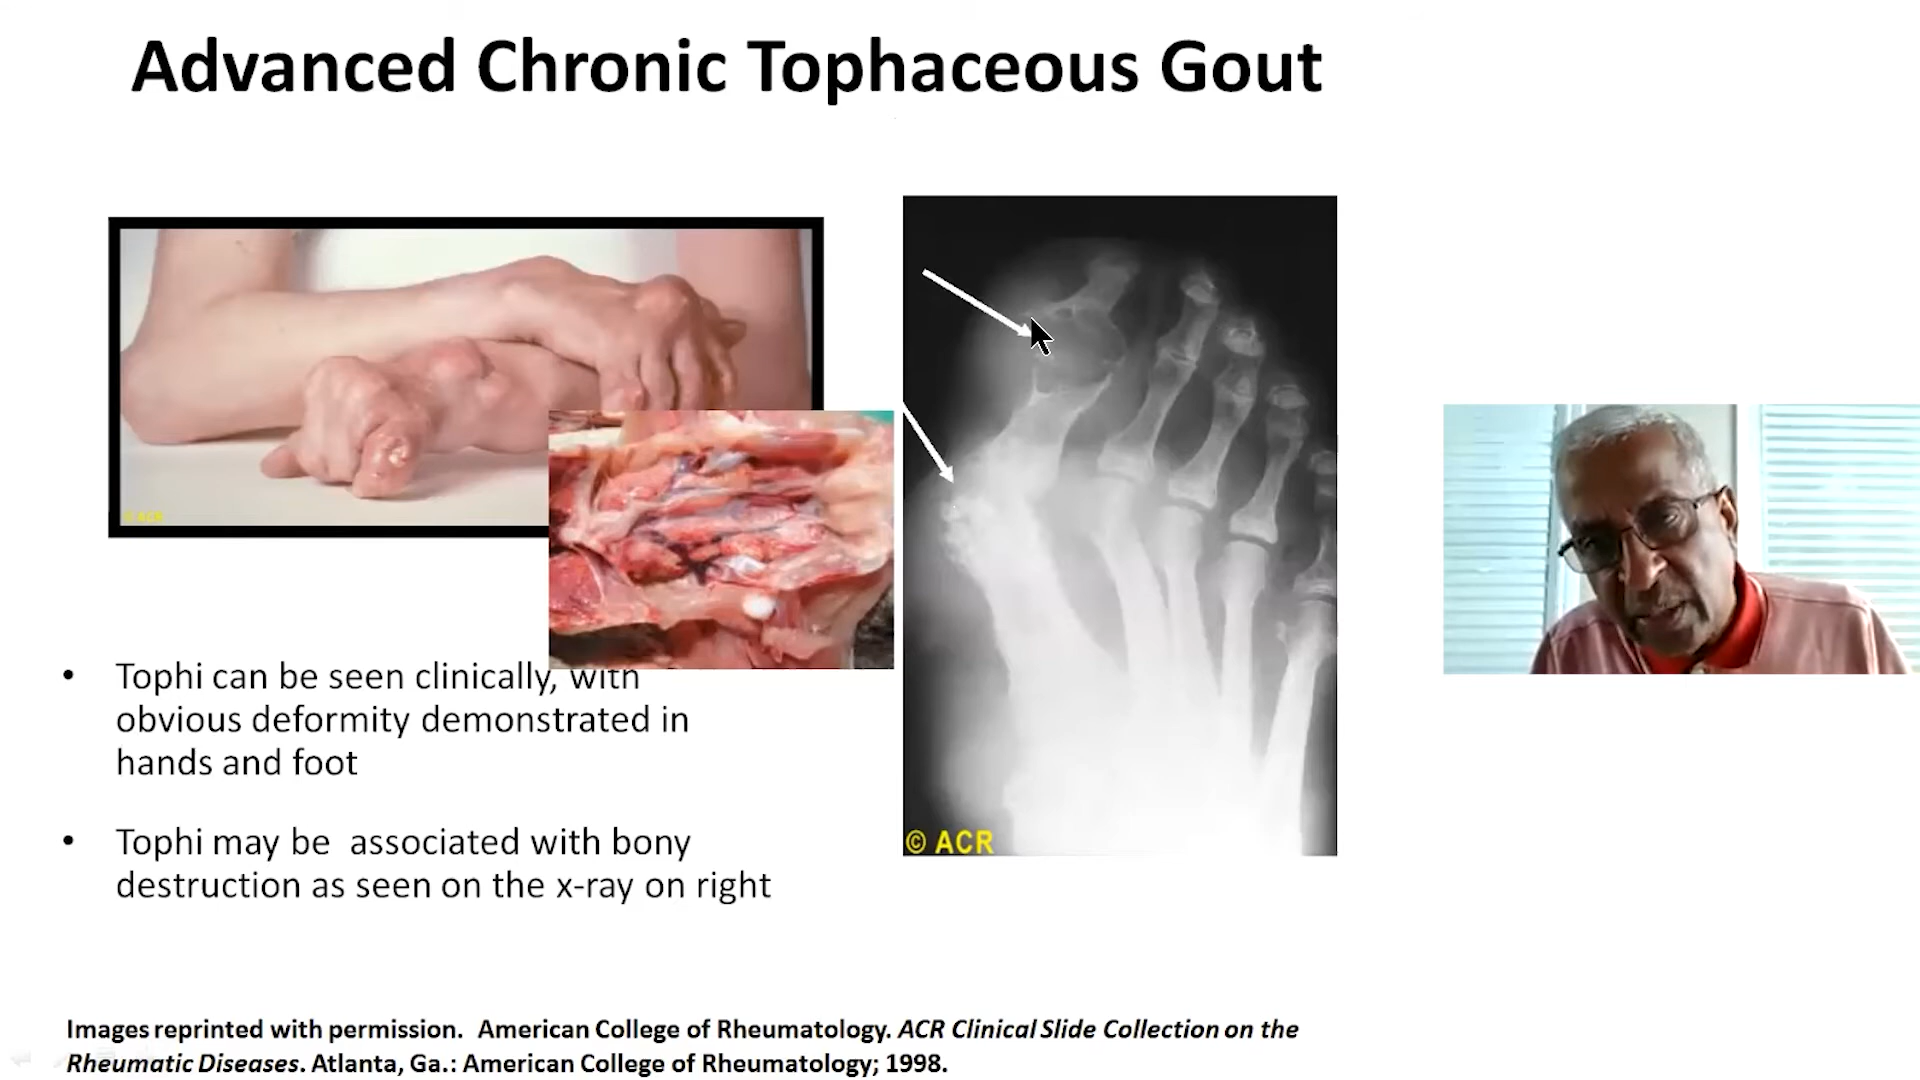 Advanced Chronic Tophaceous Gout
© ACR
• Tophi can be seen clinically, with
obvious deformity demonstrated in
hands and foot
• Tophi may be  associated with bony
destruction as seen on the x-ray on right
© ACR
Images reprinted with permission.  American College of Rheumatology. ACR Clinical Slide Collection on the
Rheumatic Diseases. Atlanta, Ga.: American College of Rheumatology; 1998.